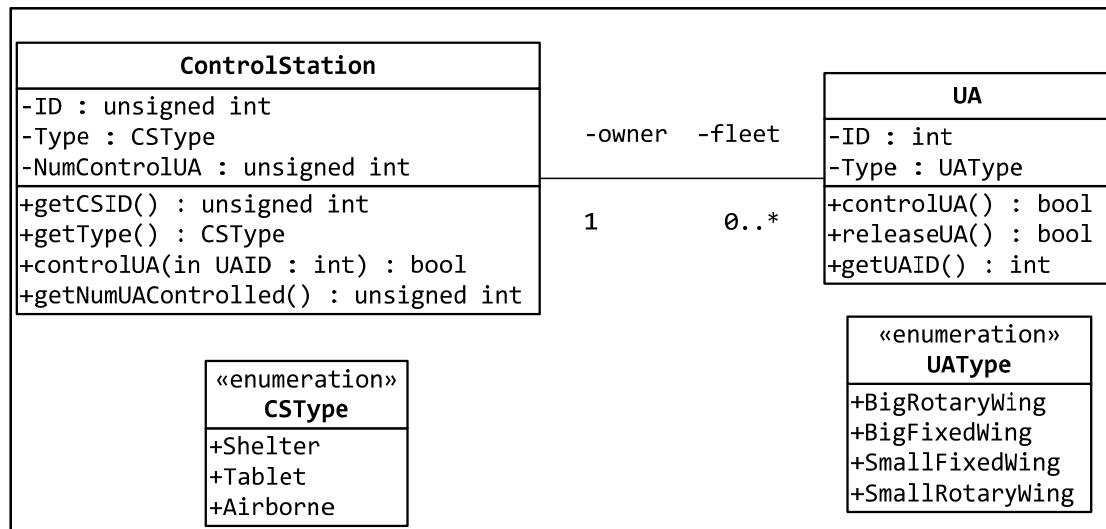 ControlStation
-ID : unsigned int
-Type : CSType
-NumControlUA : unsigned int
+getCSID() : unsigned int
+getType() : CSType
+controlUA(in UAID : int) : bool
+getNumUAControlled() : unsigned int
-owner -fleet
1 0..*
UA
-ID : int
-Type : UAType
+controlUA() : bool
+releaseUA() : bool
+getUAID() : int
«enumeration»
CSType
+Shelter
+Tablet
+Airborne
«enumeration»
UAType
+BigRotaryWing
+BigFixedWing
+SmallFixedWing
+SmallRotaryWing